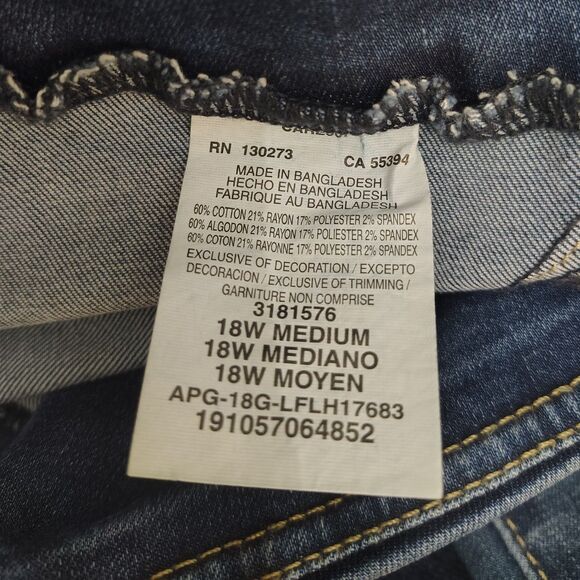 RN 130273 CA 55394
MADE IN BANGLADESH
HECHO EN BANGLADESH
FABRIQUE AU BANGLADESH
60% COTTON 21% RAYON 17% POLYESTER 2% SPANDEX
60% ALGODON 21% RAYON 17% POLYESTER 2% SPANDEX
60% COTON 21% RAYONNE 17% POLYESTER 2% SPANDEX
EXCLUSIVE OF DECORATION / EXCEPTO
DECORACION / EXCLUSIVE OF TRIMMING /
GARNITURE NON COMPRISE
3181576
18W MEDIUM
18W MEDIANO
18W MOYEN
APG-18G-LFLH17683
191057064852